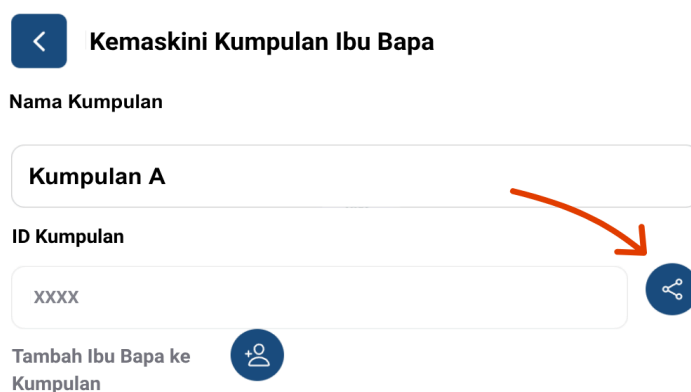 Kemaskini Kumpulan Ibu Bapa
Nama Kumpulan
Kumpulan A
ID Kumpulan
XXXX
Tambah Ibu Bapa ke
Kumpulan